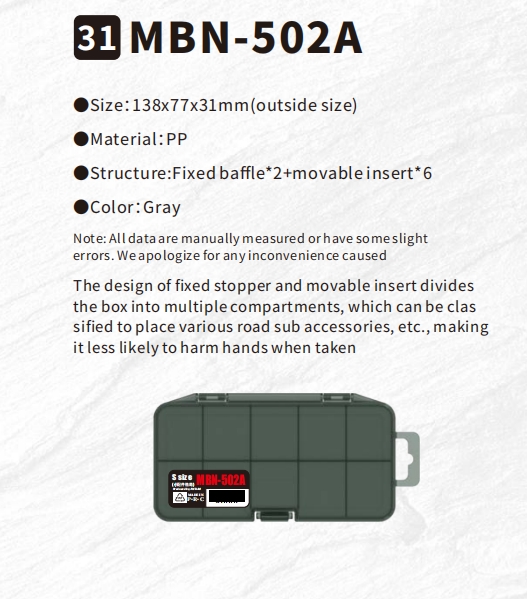 31 MBN-502A
●Size:138x77x31mm(outside size)
●Material:PP
●Structure:Fixed baffle*2+movable insert*6
●Color:Gray
Note: All data are manually measured or have some slight
errors. We apologize for any inconvenience caused
The design of fixed stopper and movable insert divides
the box into multiple compartments, which can be clas
sified to place various road sub accessories, etc., making
it less likely to harm hands when taken
S size
MBN-502A
MADE IN
P·R·C